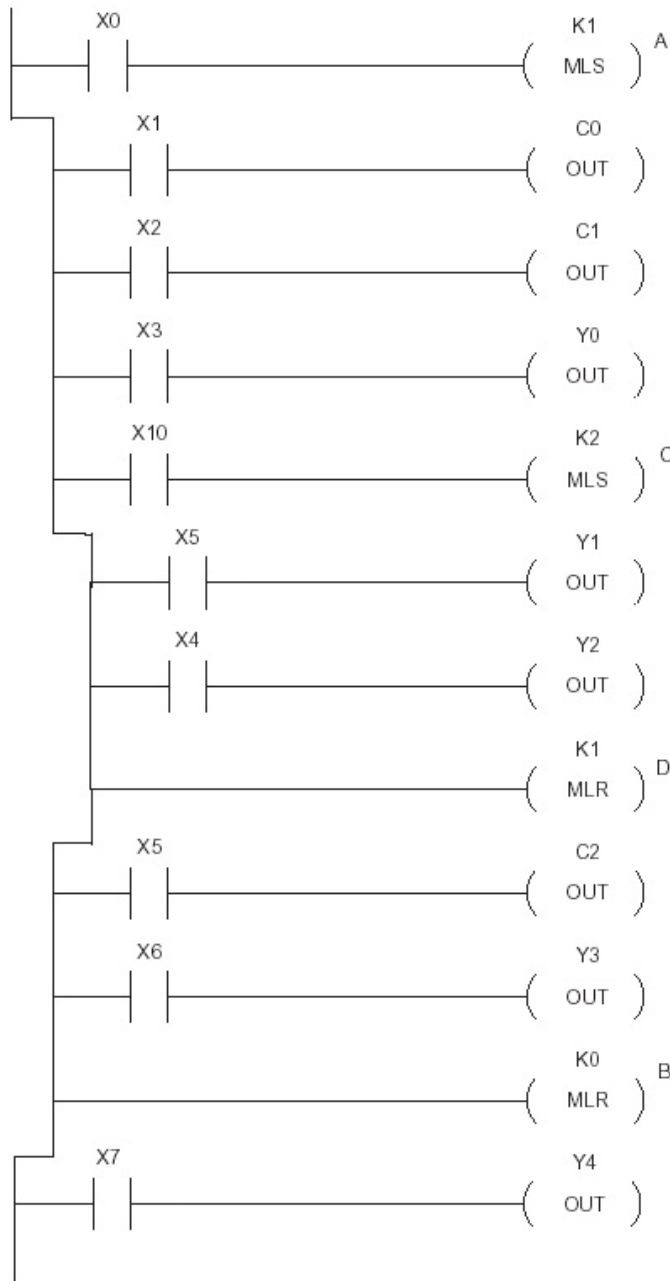 X0 K1
MLS A
X1 C0
OUT
X2 C1
OUT
X3 Y0
OUT
X10 K2
MLS C
X5 Y1
OUT
X4 Y2
OUT
K1
MLR D
X5 C2
OUT
X6 Y3
OUT
K0
MLR B
X7 Y4
OUT